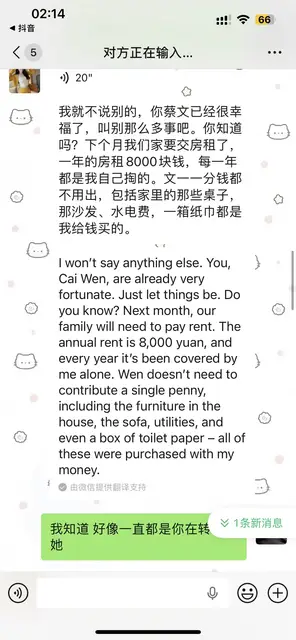 02:14
66
抖音
5
对方正在输入...
20"
我就不说别的，你蔡文已经很幸
福了，叫别那么多事吧。你知道
吗？下个月我们家要交房租了，
一年的房租8000块钱，每一年
都是我自己掏的。文一一分钱都
不用出，包括家里的那些桌子，
那沙发、水电费，一箱纸巾都是
我给钱买的。
I won't say anything else. You,
Cai Wen, are already very
fortunate. Just let things be. Do
you know? Next month, our
family will need to pay rent. The
annual rent is 8,000 yuan, and
every year it's been covered by
me alone. Wen doesn't need to
contribute a single penny,
including the furniture in the
house, the sofa, utilities, and
even a box of toilet paper – all of
these were purchased with my
money.
由微信提供翻译支持
我知道 好像一直都是你在转
她
1条新消息